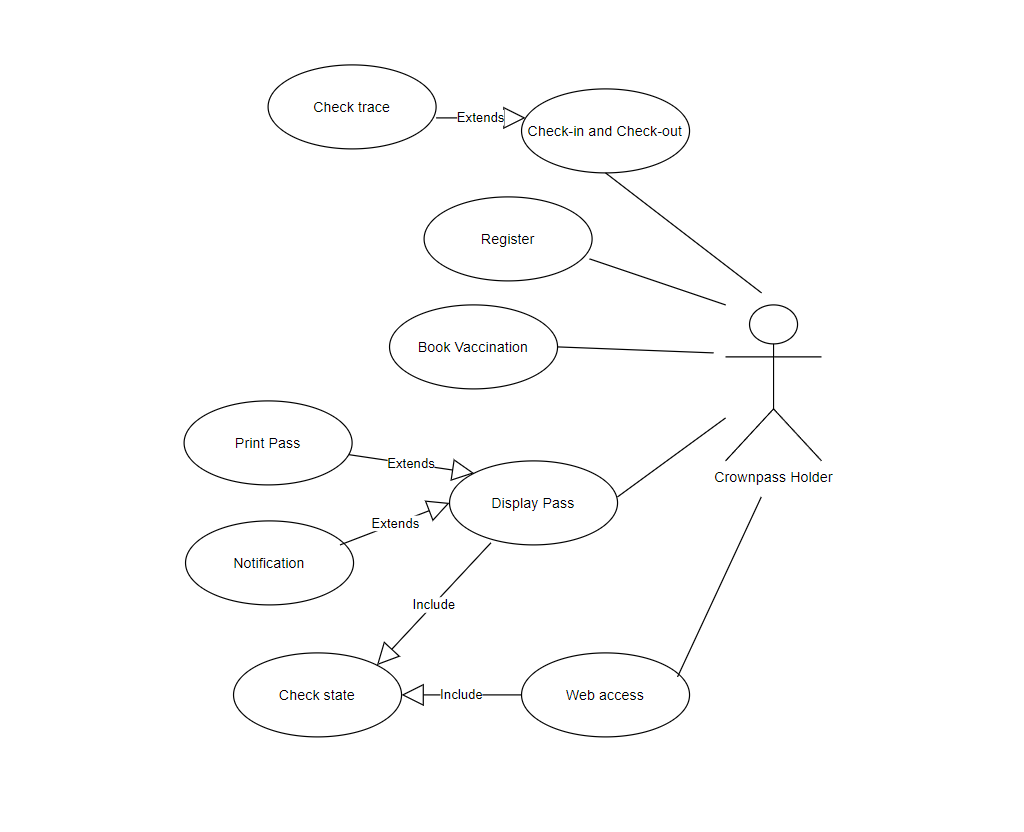 Check trace
Extends
Check-in and Check-out
Register
Book Vaccination
Print Pass
Extends
Crownpass Holder
Display Pass
Extends
Notification
Include
Check state
Include
Web access